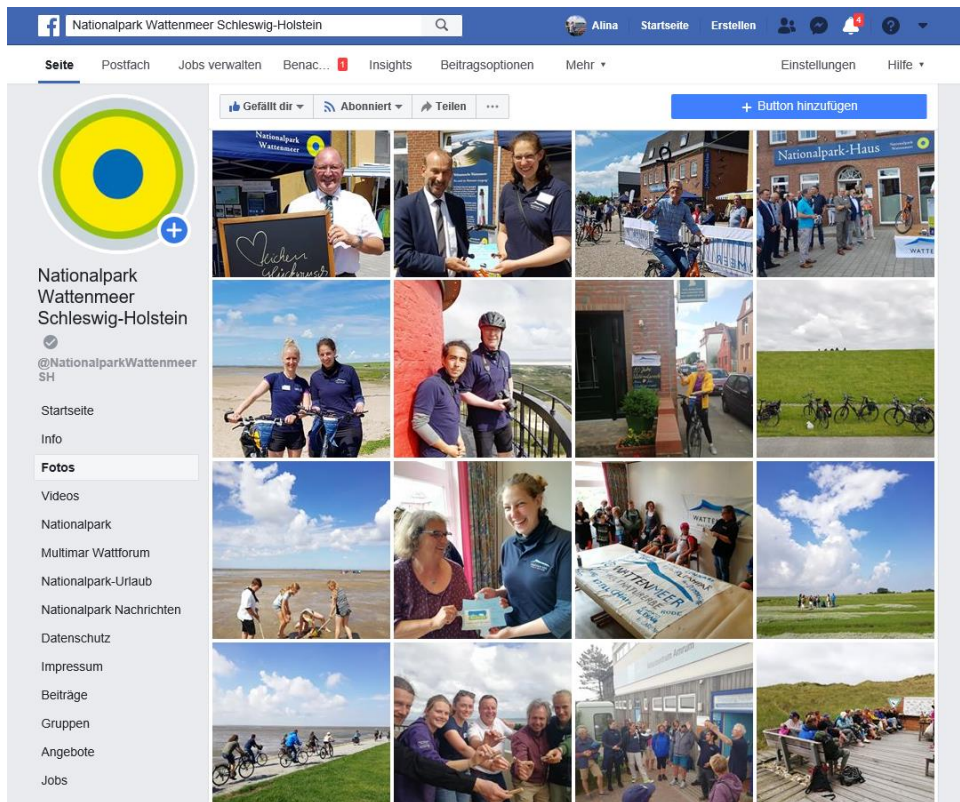 Nationalpark Wattenmeer Schleswig-Holstein
Alina
Startseite
Erstellen
4
Seite
Postfach
Jobs verwalten
Benac...
1
Insights
Beitragsoptionen
Mehr
Einstellungen
Hilfe
Gefällt dir
Abonniert
Teilen
...
+ Button hinzufügen
Nationalpark
Wattenmeer
Schleswig-Holstein
@NationalparkWattenmeer
SH
Startseite
Info
Fotos
Videos
Nationalpark
Multimar Wattforum
Nationalpark-Urlaub
Nationalpark Nachrichten
Datenschutz
Impressum
Beiträge
Gruppen
Angebote
Jobs
Nationalpark
Wattenmeer
Nationalpark-Haus
WATTE
WATTENMEER